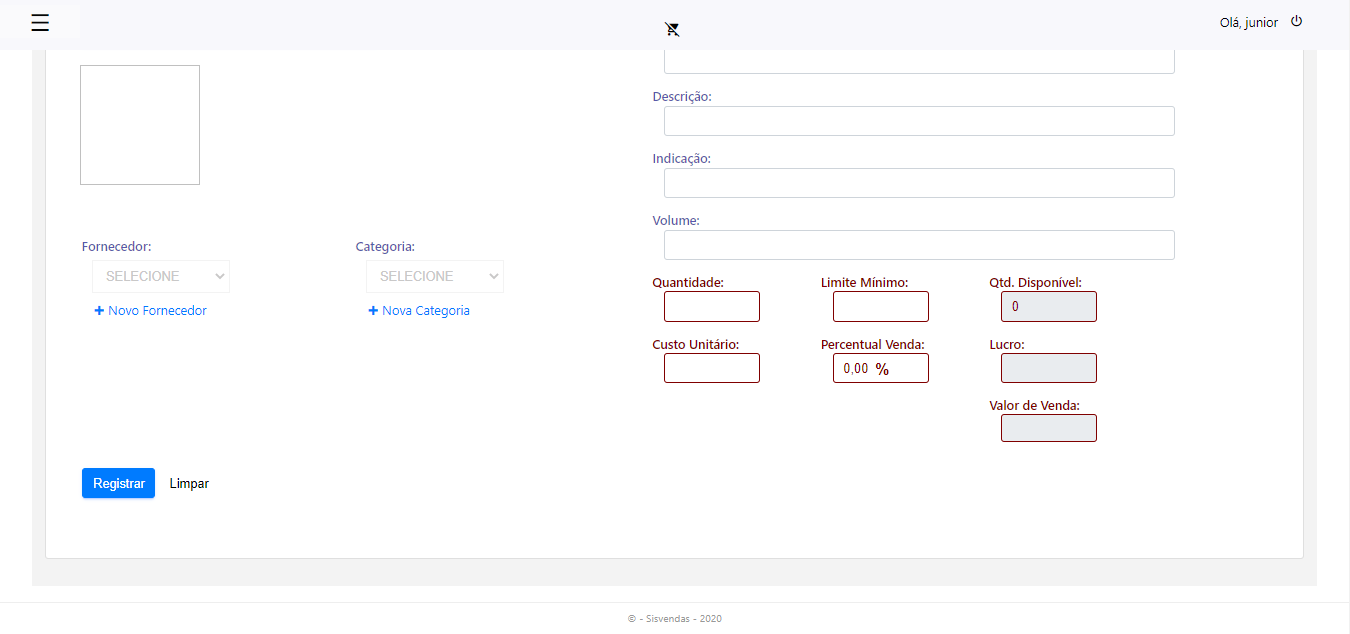 Olá, junior
Descrição:
Indicação:
Volume:
Fornecedor:
Categoria:
SELECIONE
SELECIONE
Novo Fornecedor
Nova Categoria
Quantidade:
Limite Mínimo:
Qtd. Disponível:
0
Custo Unitário:
Percentual Venda:
Lucro:
0,00 %
Valor de Venda:
Registrar
Limpar
© - Sisvendas - 2020